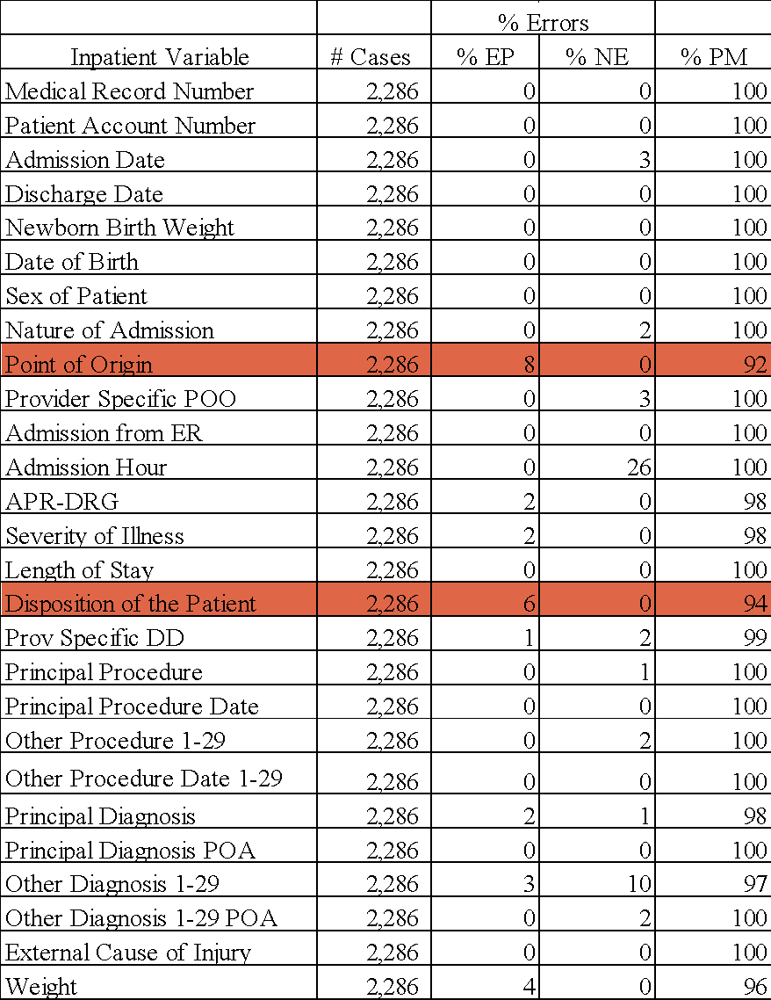 % Errors
Inpatient Variable # Cases % EP % NE % PM
Medical Record Number 2,286 0 0 100
Patient Account Number 2,286 0 0 100
Admission Date 2,286 0 3 100
Discharge Date 2,286 0 0 100
Newborn Birth Weight 2,286 0 0 100
Date of Birth 2,286 0 0 100
Sex of Patient 2,286 0 0 100
Nature of Admission 2,286 0 2 100
Point of Origin 2,286 8 0 92
Provider Specific POO 2,286 0 3 100
Admission from ER 2,286 0 0 100
Admission Hour 2,286 0 26 100
APR-DRG 2,286 2 0 98
Severity of Illness 2,286 2 0 98
Length of Stay 2,286 0 0 100
Disposition of the Patient 2,286 6 0 94
Prov Specific DD 2,286 1 2 99
Principal Procedure 2,286 0 1 100
Principal Procedure Date 2,286 0 0 100
Other Procedure 1-29 2,286 0 2 100
Other Procedure Date 1-29 2,286 0 0 100
Principal Diagnosis 2,286 2 1 98
Principal Diagnosis POA 2,286 0 0 100
Other Diagnosis 1-29 2,286 3 10 97
Other Diagnosis 1-29 POA 2,286 0 2 100
External Cause of Injury 2,286 0 0 100
Weight 2,286 4 0 96